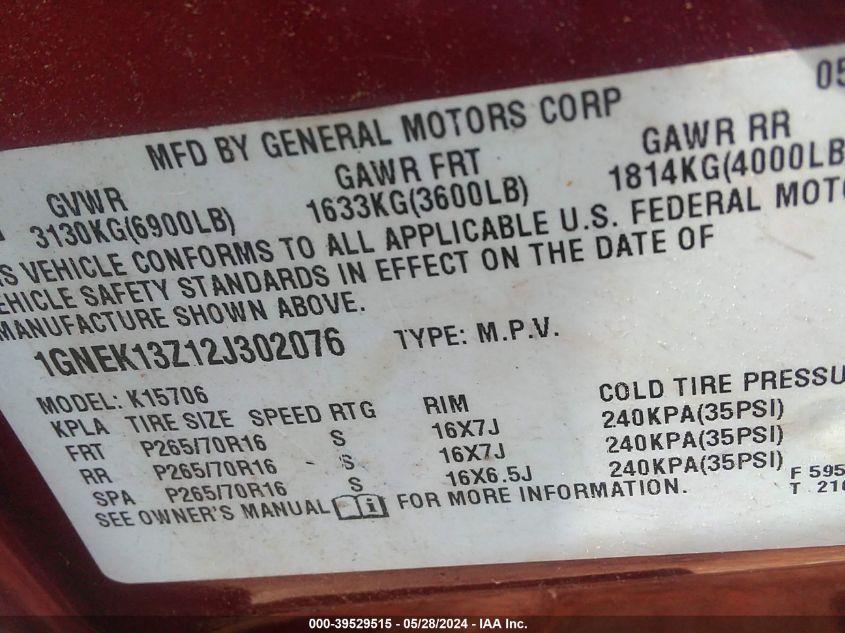 05
MFD BY GENERAL MOTORS CORP
GVWR GAWR FRT GAWR RR
3130KG(6900LB) 1633KG(3600LB) 1814KG(4000LB
S VEHICLE CONFORMS TO ALL APPLICABLE U.S. FEDERAL MOT
EHICLE SAFETY STANDARDS IN EFFECT ON THE DATE OF
MANUFACTURE SHOWN ABOVE.
1GNEK13Z12J302076 TYPE: M.P.V.
MODEL: K15706
KPLA TIRE SIZE SPEED RTG RIM COLD TIRE PRESSU
FRT P265/70R16 S 16X7J 240KPA(35PSI)
RR P265/70R16 S 16X7J 240KPA(35PSI)
SPA P265/70R16 S 16X6.5J 240KPA(35PSI)
SEE OWNER'S MANUAL i FOR MORE INFORMATION.
F 595
T 210
000-39529515 - 05/28/2024 - IAA Inc.